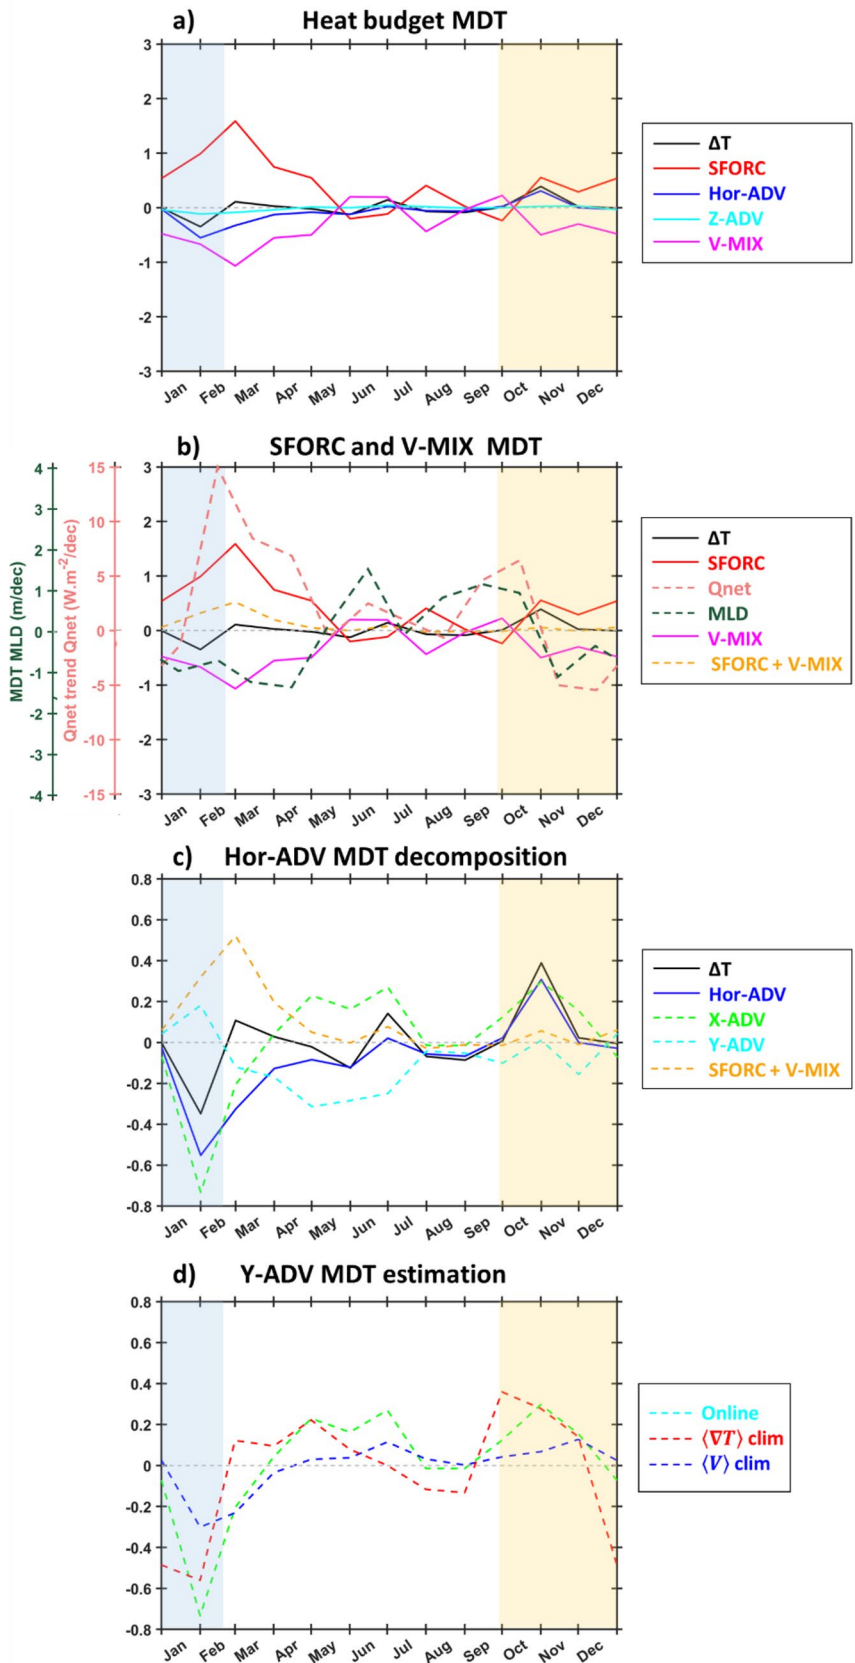 a) Heat budget MDT
3
2
1
0
-1
-2
-3
Jan Feb Mar Apr May Jun Jul Aug Sep Oct Nov Dec
ΔT
SFORC
Hor-ADV
Z-ADV
V-MIX
b) SFORC and V-MIX MDT
MDT MLD (m/dec)
4
3
2
1
0
-1
-2
-3
-4
Qnet trend Qnet (W.m⁻²/dec)
15
10
5
0
-5
-10
-15
3
2
1
0
-1
-2
-3
Jan Feb Mar Apr May Jun Jul Aug Sep Oct Nov Dec
ΔT
SFORC
Qnet
MLD
V-MIX
SFORC + V-MIX
c) Hor-ADV MDT decomposition
0.8
0.6
0.4
0.2
0
-0.2
-0.4
-0.6
-0.8
Jan Feb Mar Apr May Jun Jul Aug Sep Oct Nov Dec
ΔT
Hor-ADV
X-ADV
Y-ADV
SFORC + V-MIX
d) Y-ADV MDT estimation
0.8
0.6
0.4
0.2
0
-0.2
-0.4
-0.6
-0.8
Jan Feb Mar Apr May Jun Jul Aug Sep Oct Nov Dec
Online
⟨∇T⟩ clim
⟨V⟩ clim